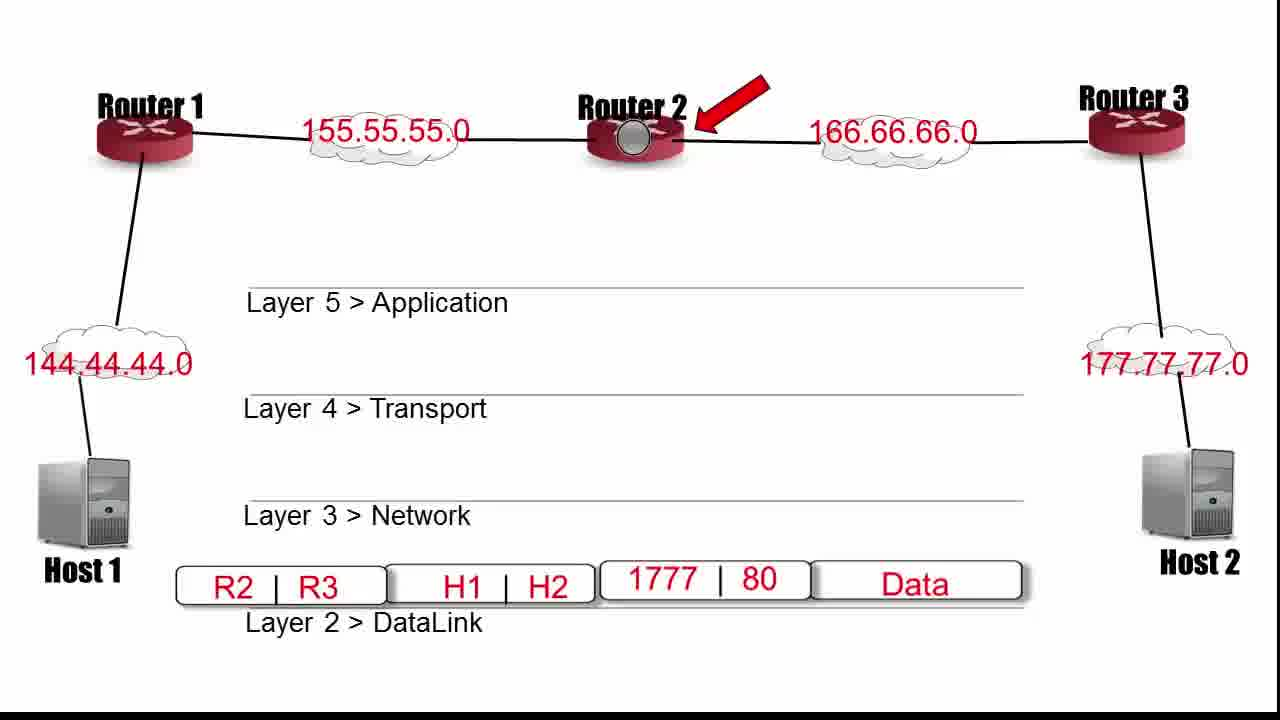 Router 1
Router 2
Router 3
155.55.55.0
166.66.66.0
Layer 5 > Application
144.44.44.0
177.77.77.0
Layer 4 > Transport
Layer 3 > Network
Host 1
Host 2
R2 | R3 H1 | H2 1777 | 80 Data
Layer 2 > DataLink